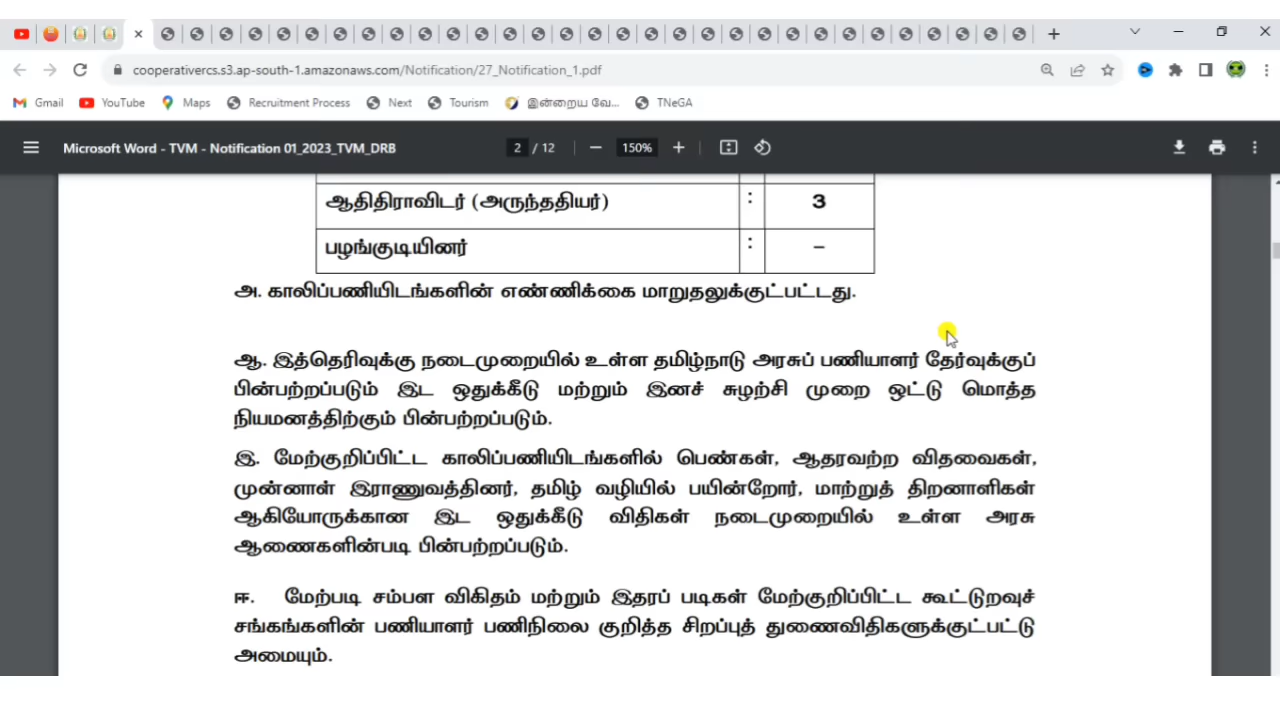 cooperativercs.s3.ap-south-1.amazonaws.com/Notification/27_Notification_1.pdf
Gmail YouTube Maps Recruitment Process Next Tourism இன்றைய வே... TNeGA
Microsoft Word - TVM - Notification 01_2023_TVM_DRB 2 / 12 150%
ஆதிதிராவிடர் (அருந்ததியர்) : 3
பழங்குடியினர் : –
அ. காலிப்பணியிடங்களின் எண்ணிக்கை மாறுதலுக்குட்பட்டது.
ஆ. இத்தெரிவுக்கு நடைமுறையில் உள்ள தமிழ்நாடு அரசுப் பணியாளர் தேர்வுக்குப்
பின்பற்றப்படும் இட ஒதுக்கீடு மற்றும் இனச் சுழற்சி முறை ஒட்டு மொத்த
நியமனத்திற்கும் பின்பற்றப்படும்.
இ. மேற்குறிப்பிட்ட காலிப்பணியிடங்களில் பெண்கள், ஆதரவற்ற விதவைகள்,
முன்னாள் இராணுவத்தினர், தமிழ் வழியில் பயின்றோர், மாற்றுத் திறனாளிகள்
ஆகியோருக்கான இட ஒதுக்கீடு விதிகள் நடைமுறையில் உள்ள அரசு
ஆணைகளின்படி பின்பற்றப்படும்.
ஈ. மேற்படி சம்பள விகிதம் மற்றும் இதரப் படிகள் மேற்குறிப்பிட்ட கூட்டுறவுச்
சங்கங்களின் பணியாளர் பணிநிலை குறித்த சிறப்புத் துணைவிதிகளுக்குட்பட்டு
அமையும்.